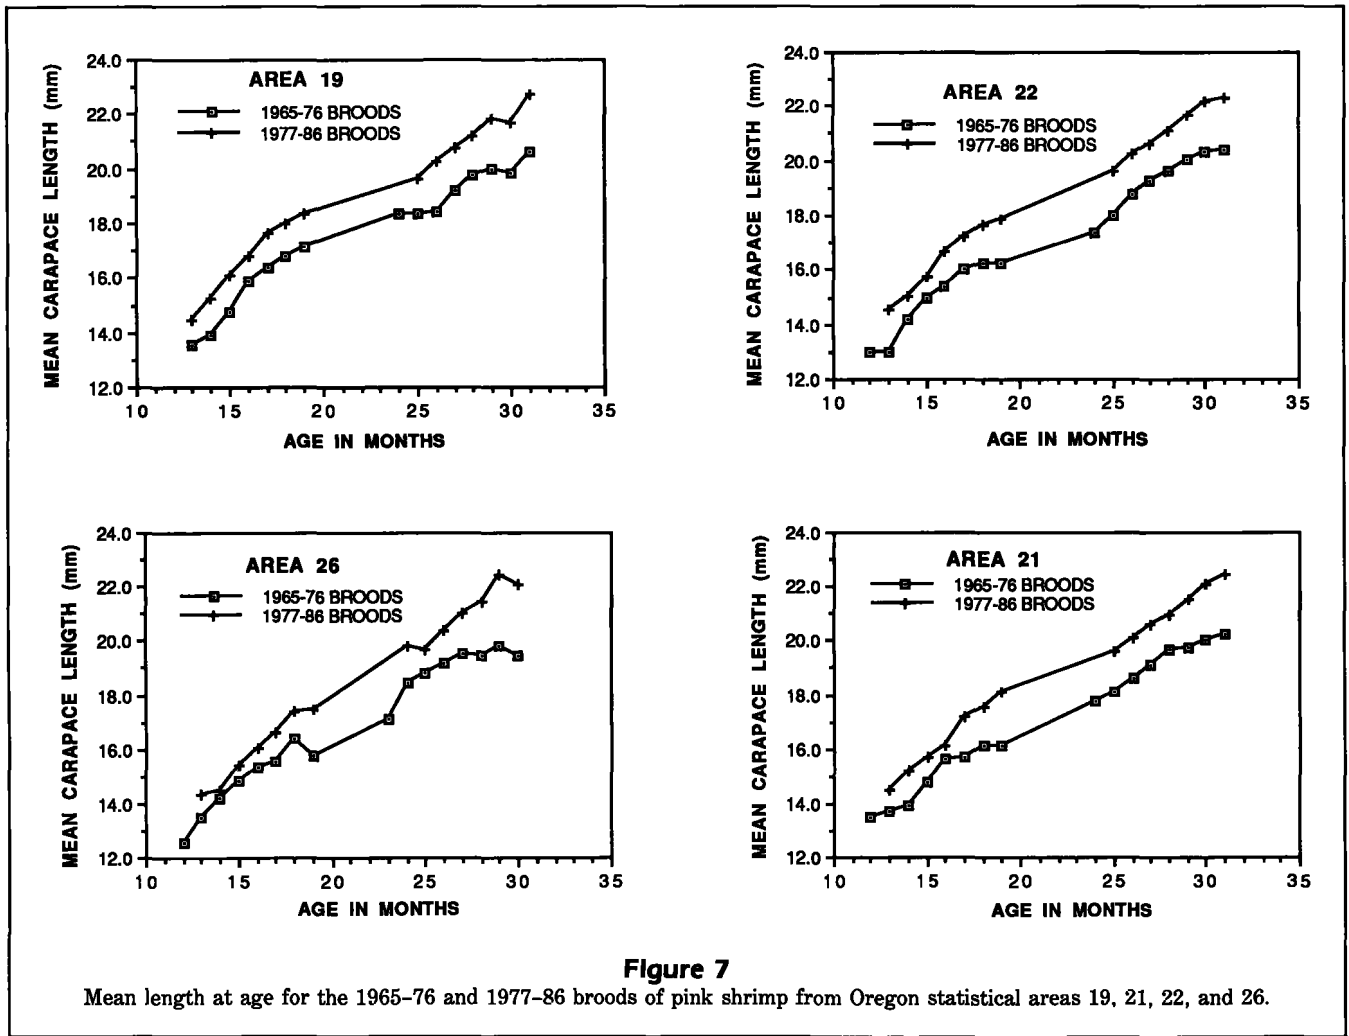 AREA 19
1965-76 BROODS
1977-86 BROODS
MEAN CARAPACE LENGTH (mm)
24.0
22.0
20.0
18.0
16.0
14.0
12.0
10 15 20 25 30 35
AGE IN MONTHS
AREA 22
1965-76 BROODS
1977-86 BROODS
MEAN CARAPACE LENGTH (mm)
24.0
22.0
20.0
18.0
16.0
14.0
12.0
10 15 20 25 30 35
AGE IN MONTHS
AREA 26
1965-76 BROODS
1977-86 BROODS
MEAN CARAPACE LENGTH (mm)
24.0
22.0
20.0
18.0
16.0
14.0
12.0
10 15 20 25 30 35
AGE IN MONTHS
AREA 21
1965-76 BROODS
1977-86 BROODS
MEAN CARAPACE LENGTH (mm)
24.0
22.0
20.0
18.0
16.0
14.0
12.0
10 15 20 25 30 35
AGE IN MONTHS
Figure 7
Mean length at age for the 1965–76 and 1977–86 broods of pink shrimp from Oregon statistical areas 19, 21, 22, and 26.